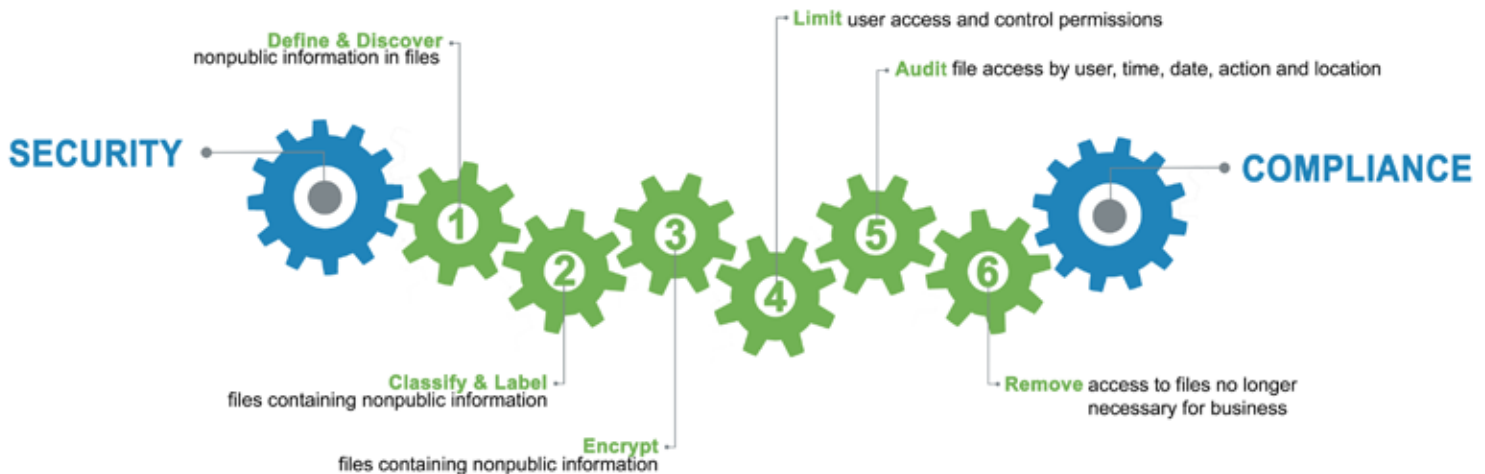 Limit user access and control permissions
Define & Discover
nonpublic information in files
Audit file access by user, time, date, action and location
SECURITY
COMPLIANCE
1
2
3
4
5
6
Classify & Label
files containing nonpublic information
Remove access to files no longer
necessary for business
Encrypt
files containing nonpublic information